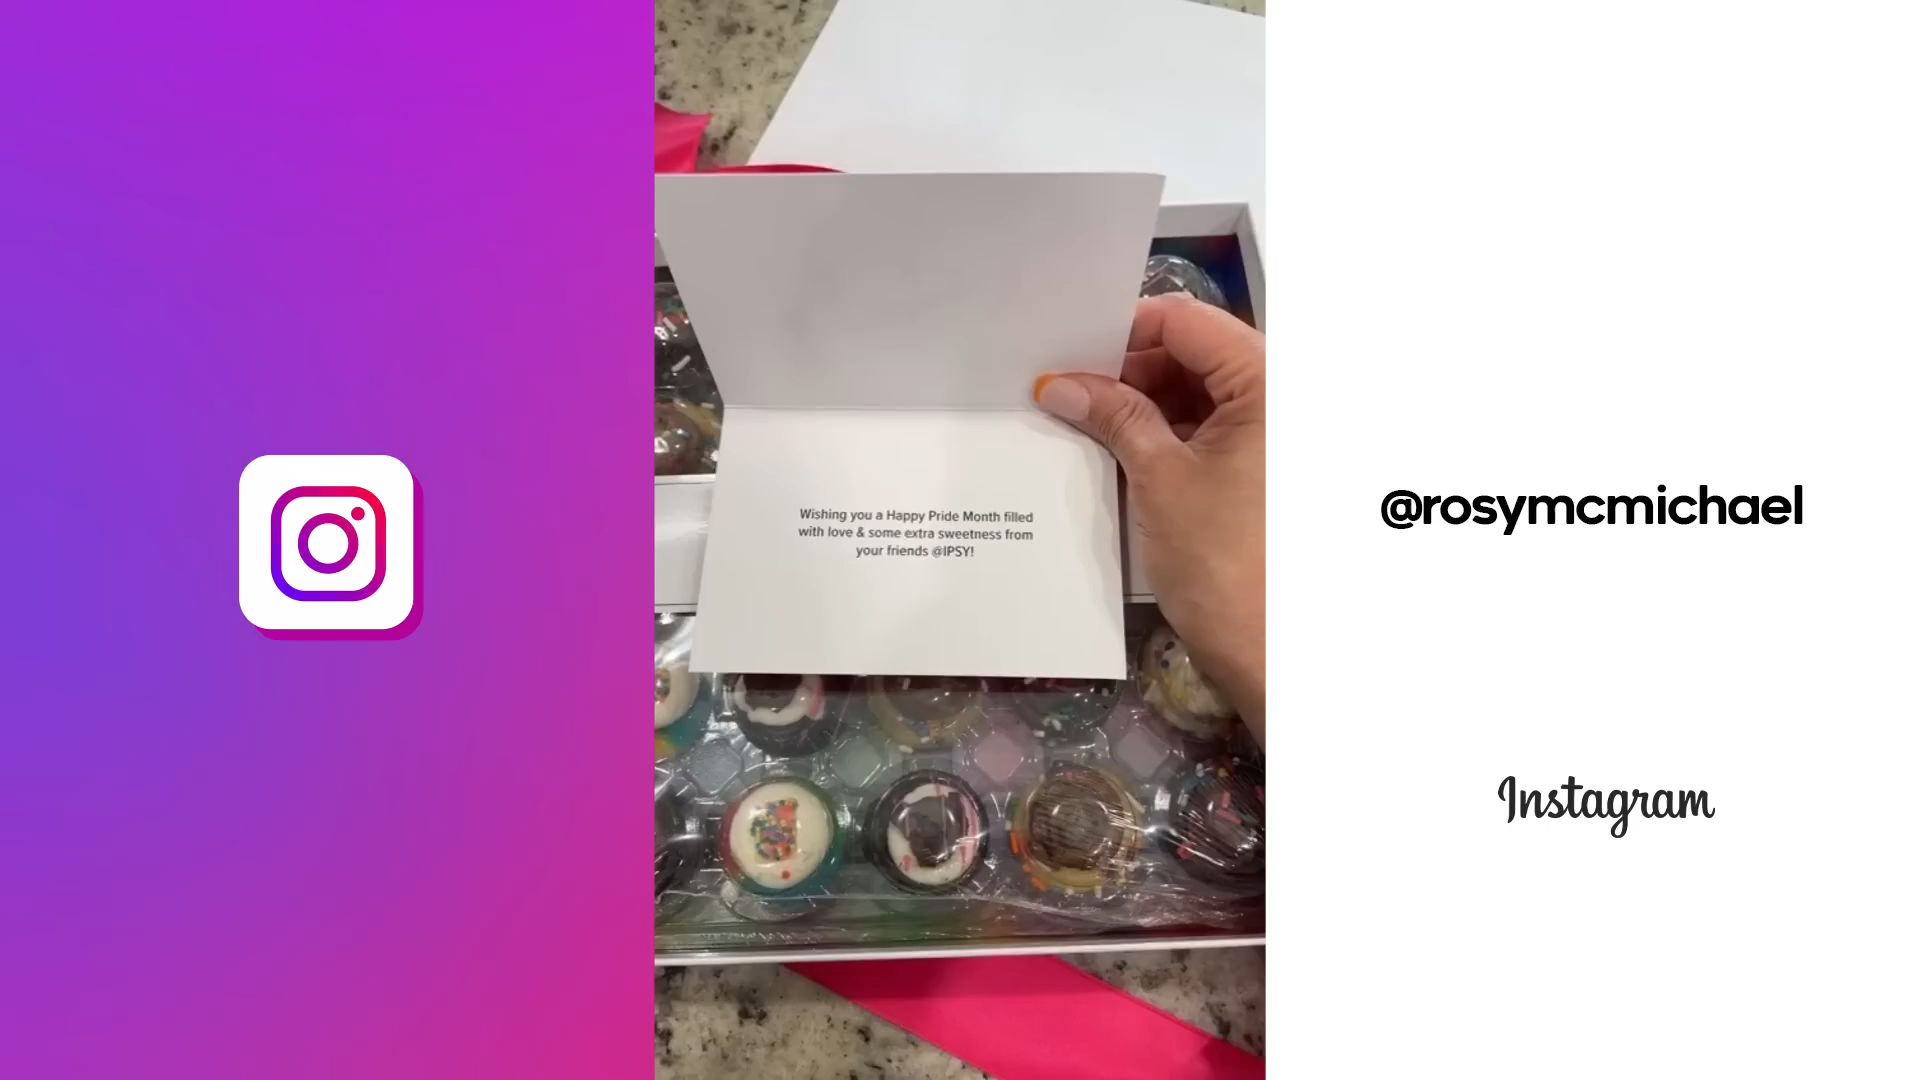 Wishing you a Happy Pride Month filled
with love & some extra sweetness from
your friends @IPSY!
@rosymcmichael
Instagram